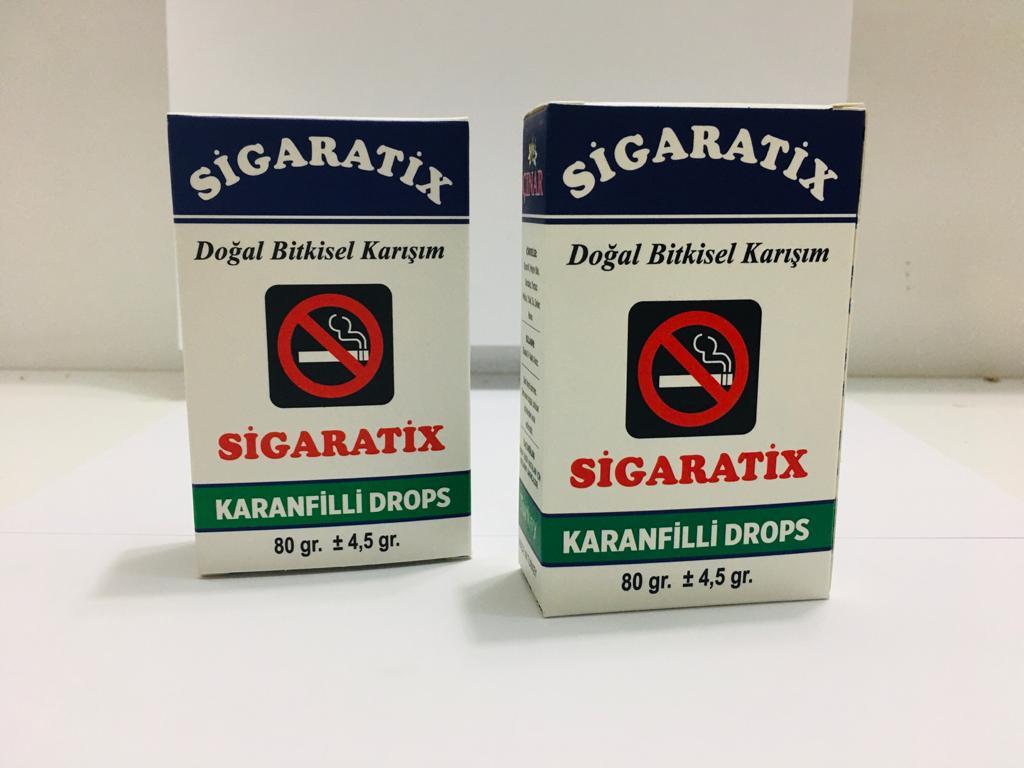 SİGARATİX
Doğal Bitkisel Karışım
SİGARATİX
KARANFİLLİ DROPS
80 gr. ± 4,5 gr.
ÇINAR
SİGARATİX
Doğal Bitkisel Karışım
SİGARATİX
KARANFİLLİ DROPS
80 gr. ± 4,5 gr.